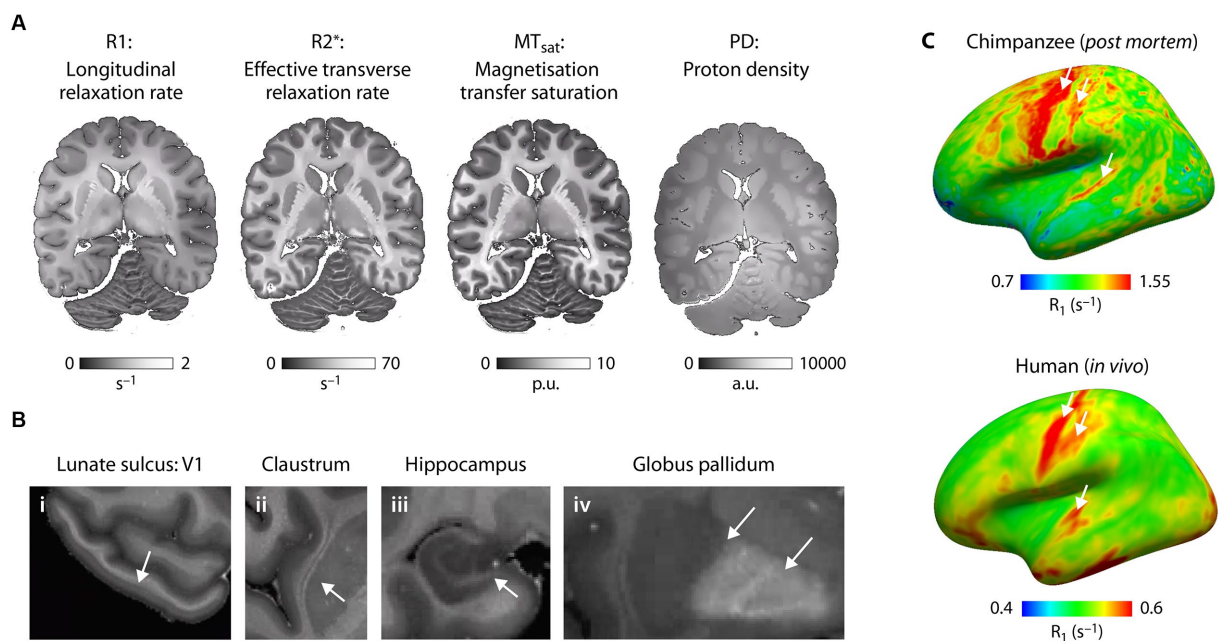 A
R1:
Longitudinal
relaxation rate
R2*:
Effective transverse
relaxation rate
MTsat:
Magnetisation
transfer saturation
PD:
Proton density
0 2
s⁻¹
0 70
s⁻¹
0 10
p.u.
0 10000
a.u.
B
Lunate sulcus: V1
Claustrum
Hippocampus
Globus pallidum
i
ii
iii
iv
C
Chimpanzee (post mortem)
0.7 1.55
R₁ (s⁻¹)
Human (in vivo)
0.4 0.6
R₁ (s⁻¹)